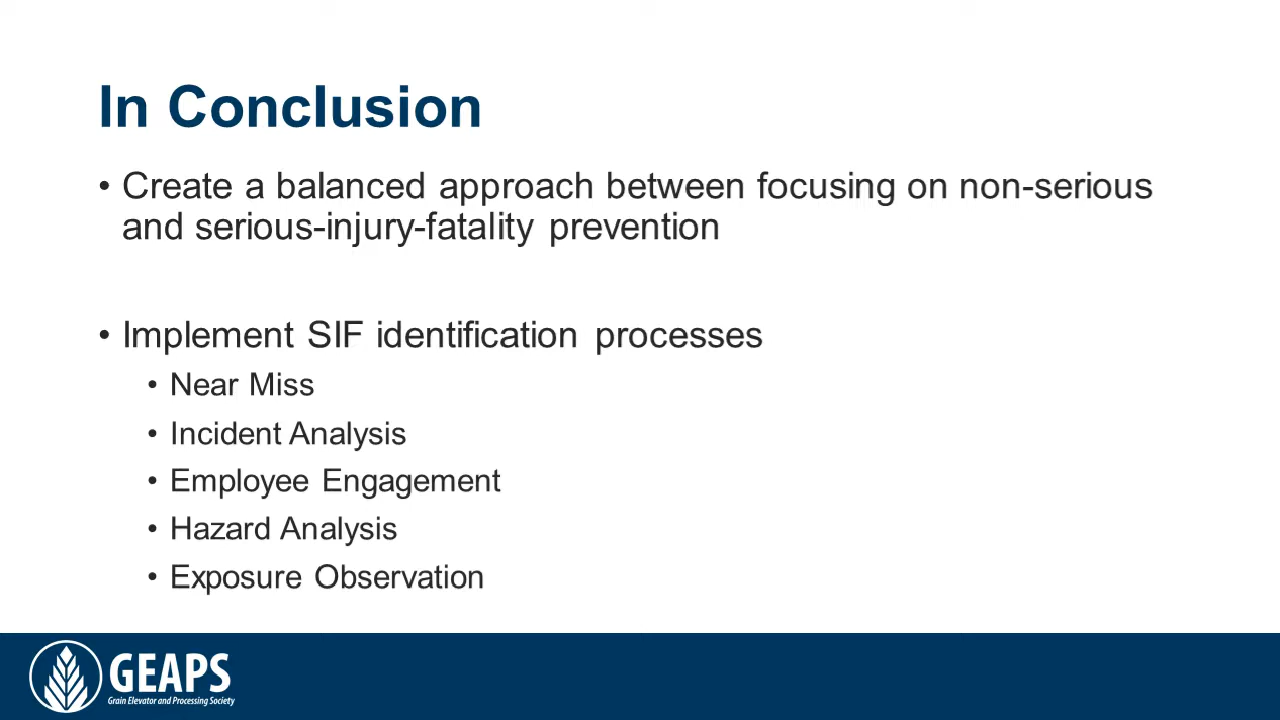 In Conclusion
• Create a balanced approach between focusing on non-serious
and serious-injury-fatality prevention
• Implement SIF identification processes
• Near Miss
• Incident Analysis
• Employee Engagement
• Hazard Analysis
• Exposure Observation
GEAPS
Grain Elevator and Processing Society